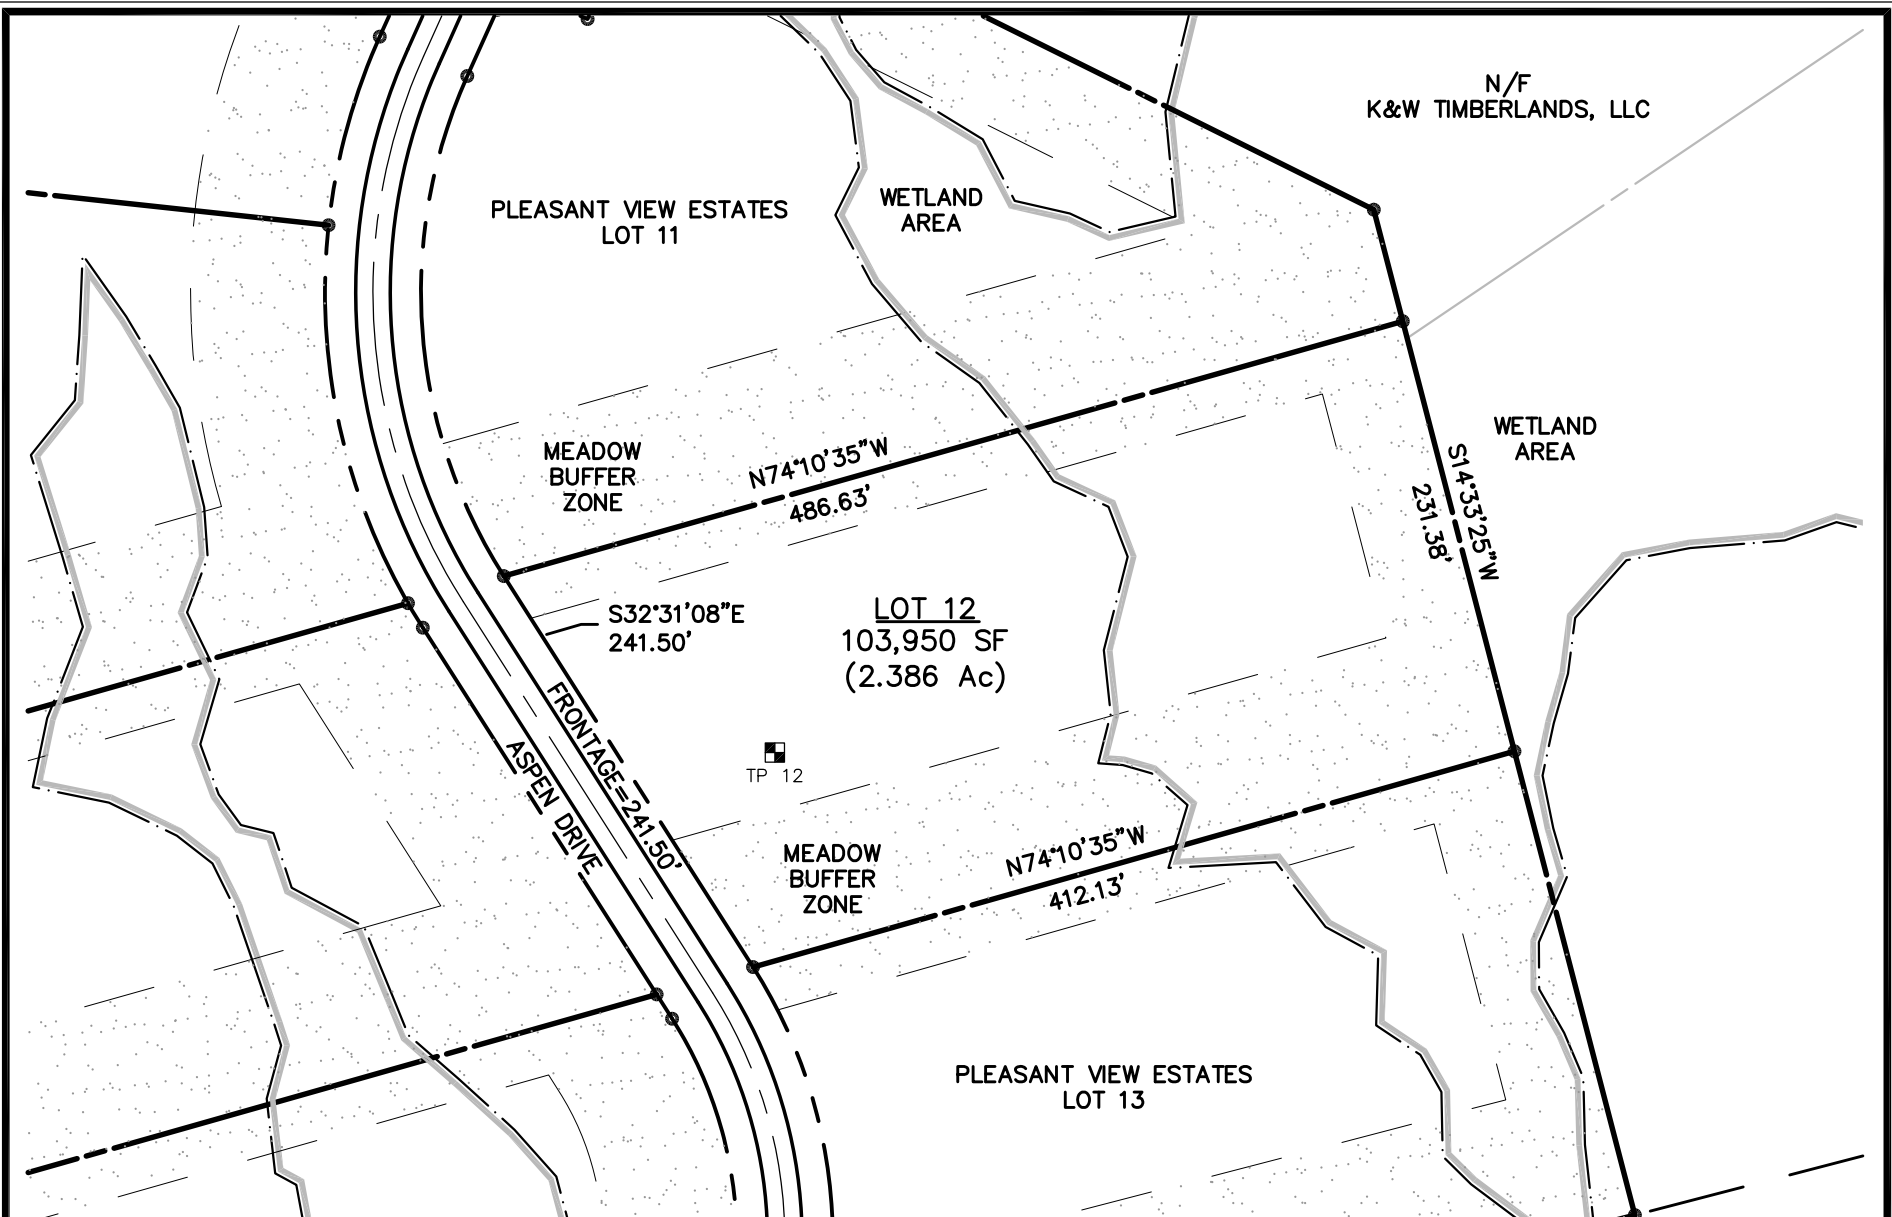 N/F
K&W TIMBERLANDS, LLC
PLEASANT VIEW ESTATES
LOT 11
WETLAND
AREA
WETLAND
AREA
MEADOW
BUFFER
ZONE
N74°10'35"W
486.63'
S14°33'25"W
231.38'
S32°31'08"E
241.50'
LOT 12
103,950 SF
(2.386 Ac)
FRONTAGE=241.50'
ASPEN DRIVE
TP 12
MEADOW
BUFFER
ZONE
N74°10'35"W
412.13'
PLEASANT VIEW ESTATES
LOT 13